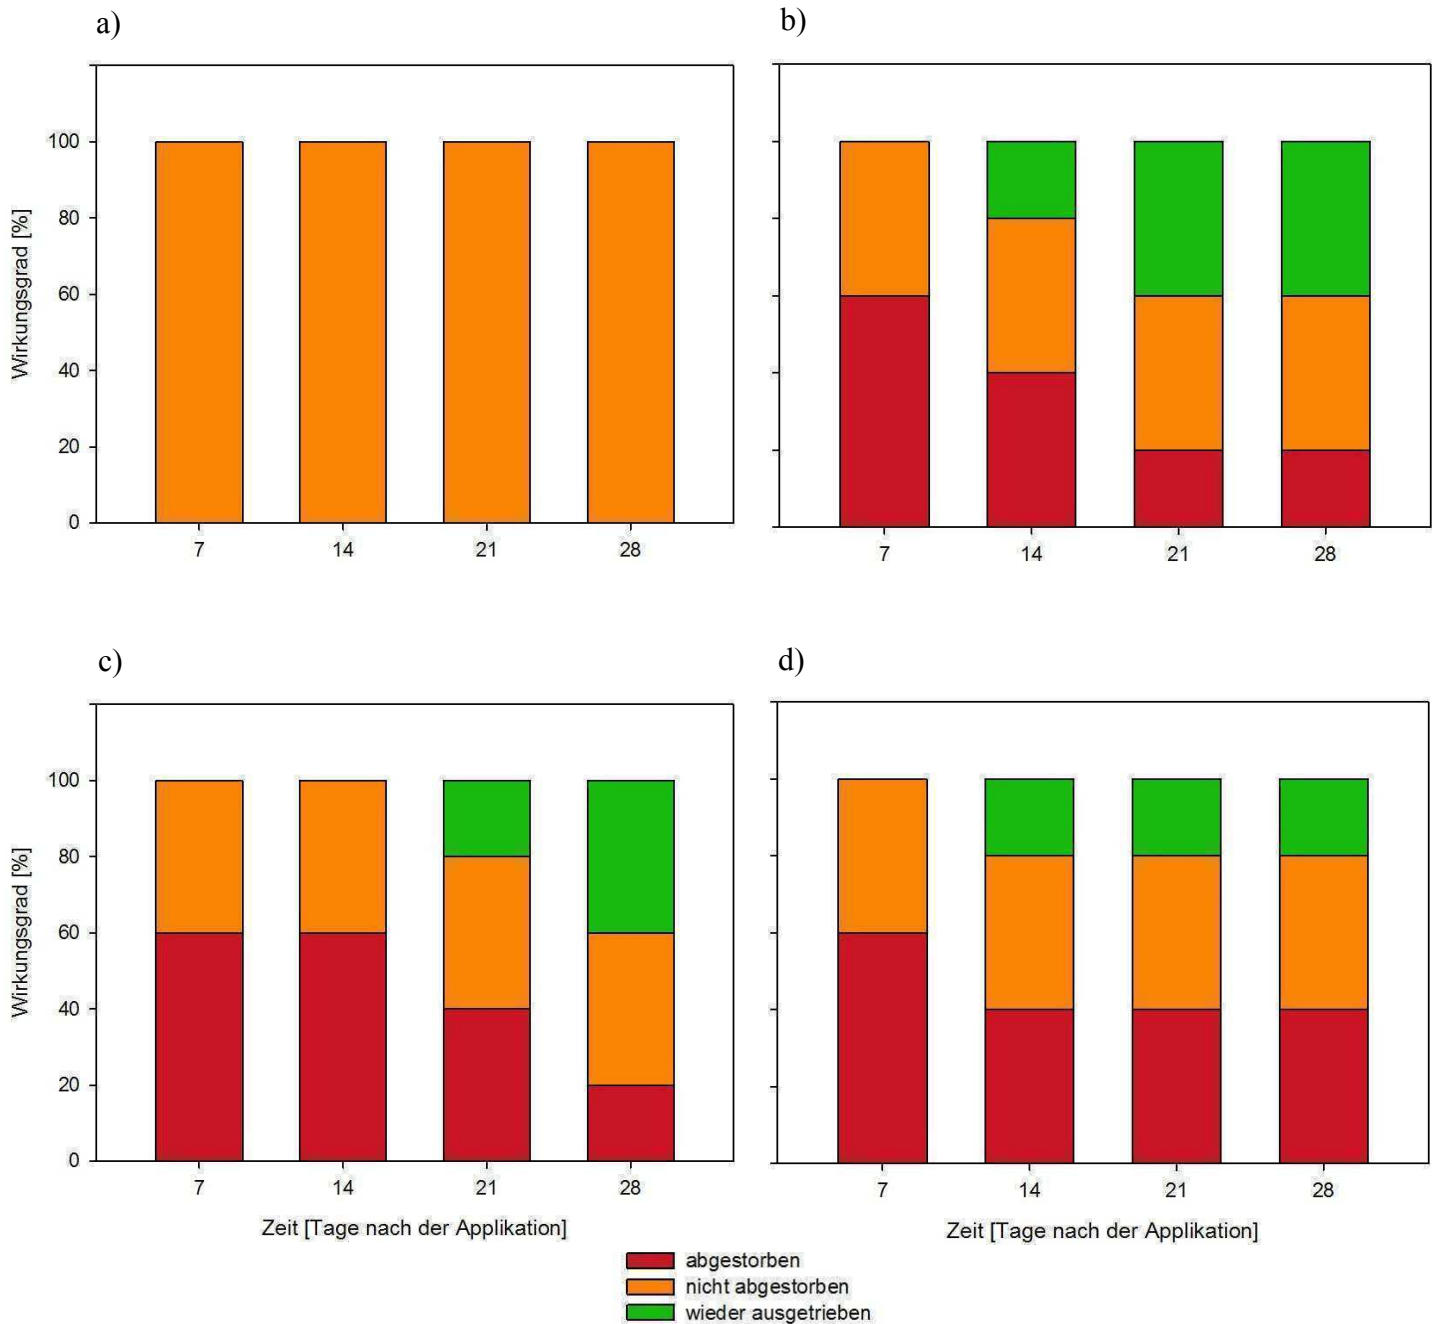 a)
b)
Wirkungsgrad [%]
100
80
60
40
20
0
7 14 21 28
7 14 21 28
c)
d)
Wirkungsgrad [%]
100
80
60
40
20
0
7 14 21 28
7 14 21 28
Zeit [Tage nach der Applikation]
Zeit [Tage nach der Applikation]
abgestorben
nicht abgestorben
wieder ausgetrieben